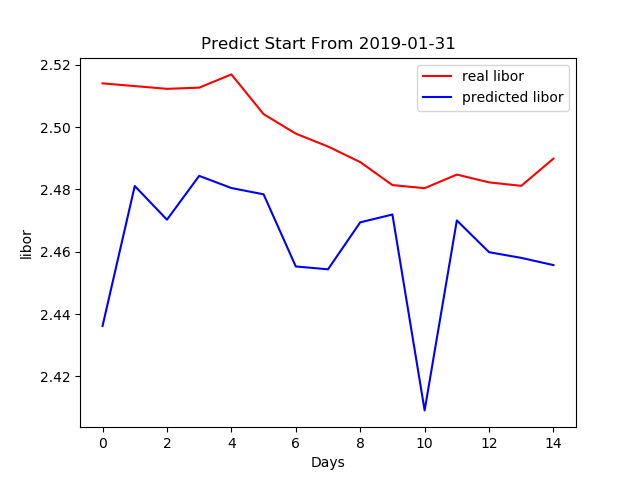 Predict Start From 2019-01-31
real libor
predicted libor
2.52
2.50
2.48
2.46
2.44
2.42
libor
0 2 4 6 8 10 12 14
Days